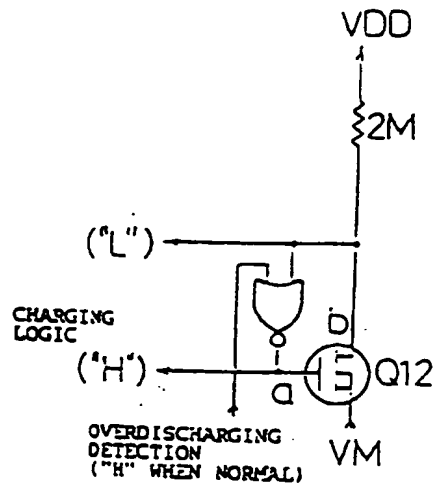 VDD
2M
("L")
b
CHARGING
LOGIC
("H")
a
Q12
OVERDISCHARGING
DETECTION
("H" WHEN NORMAL)
VM